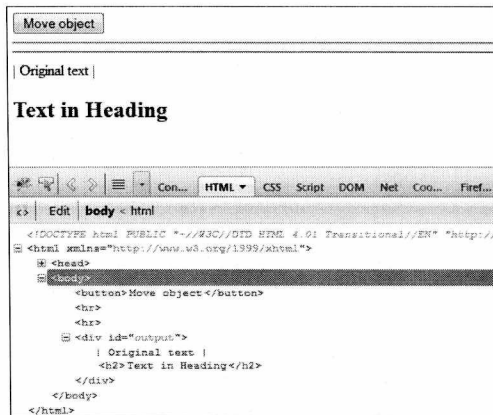 Move object
| Original text |
Text in Heading
Con... HTML CSS Script DOM Net Coo... Firef...
Edit body < html
<!DOCTYPE html PUBLIC "-//W3C//DTD HTML 4.01 Transitional//EN" "http:/
<html xmlns="http://www.w3.org/1999/xhtml">
<head>
<body>
<button>Move object</button>
<hr>
<hr>
<div id="output">
| Original text |
<h2>Text in Heading</h2>
</div>
</body>
</html>